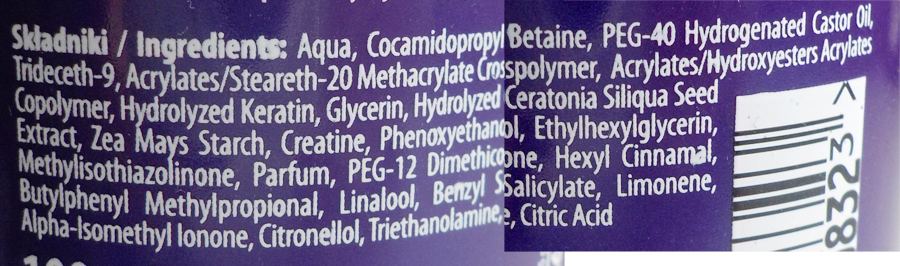 Składniki / Ingredients: Aqua, Cocamidopropyl Betaine, PEG-40 Hydrogenated Castor Oil,
Trideceth-9, Acrylates/Steareth-20 Methacrylate Crosspolymer, Acrylates/Hydroxyesters Acrylates
Copolymer, Hydrolyzed Keratin, Glycerin, Hydrolyzed Ceratonia Siliqua Seed
Extract, Zea Mays Starch, Creatine, Phenoxyethanol, Ethylhexylglycerin,
Methylisothiazolinone, Parfum, PEG-12 Dimethicone, Hexyl Cinnamal,
Butylphenyl Methylpropional, Linalool, Benzyl Salicylate, Limonene,
Alpha-Isomethyl Ionone, Citronellol, Triethanolamine, Citric Acid
8323 >